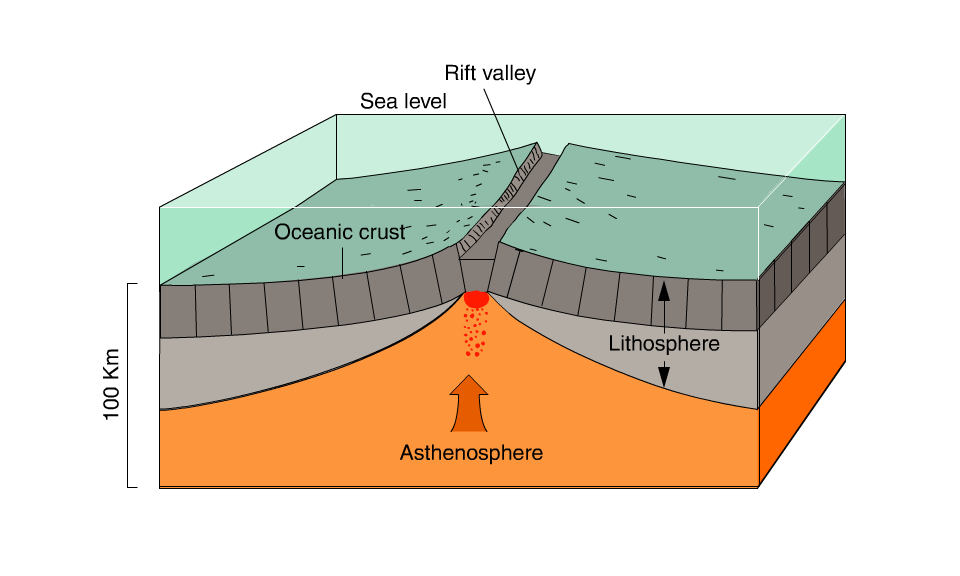 Rift valley
Sea level
Oceanic crust
Lithosphere
100 Km
Asthenosphere